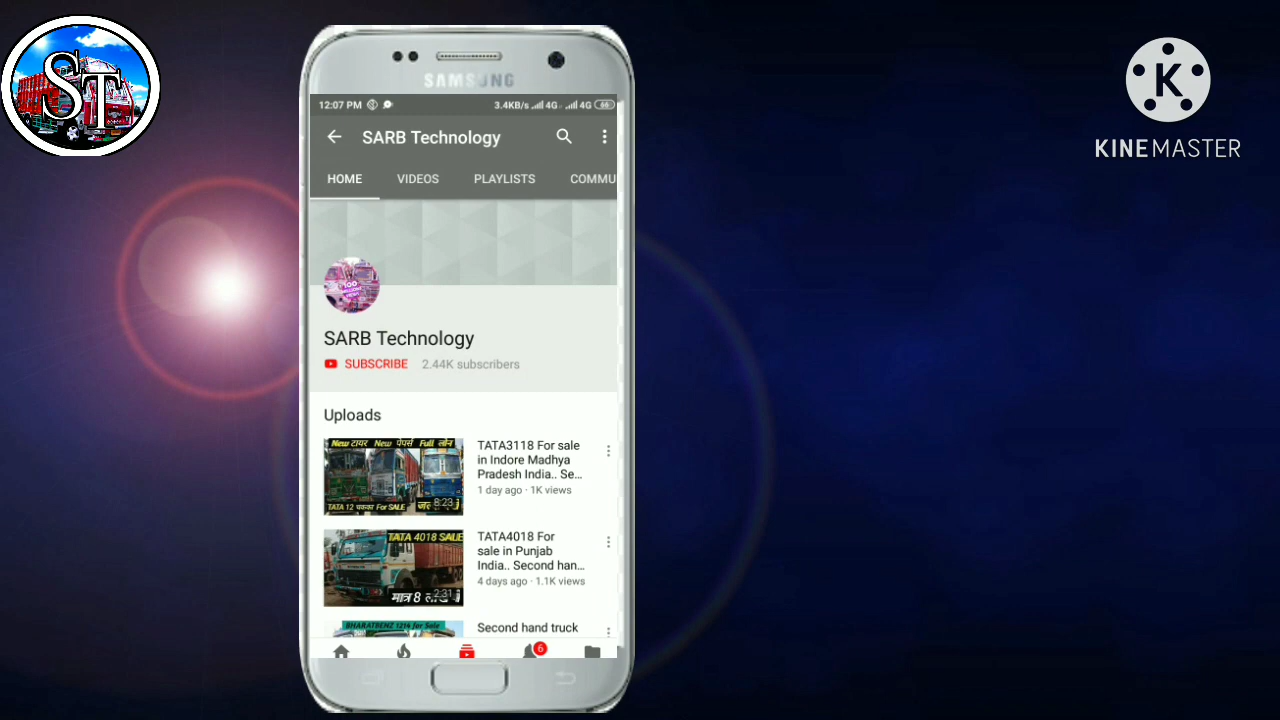 ST
KINEMASTER
K
SAMSUNG
12:07 PM 3.4KB/s 4G 4G 66
SARB Technology
HOME VIDEOS PLAYLISTS COMMU
100
SARB Technology
SUBSCRIBE 2.44K subscribers
Uploads
New टायर New पेपर्स Full लोन
TATA 12 चक्का For SALE
8:23
TATA3118 For sale
in Indore Madhya
Pradesh India.. Se...
1 day ago · 1K views
TATA 4018 SALE
मात्र 8
2:31
TATA4018 For
sale in Punjab
India.. Second han...
4 days ago · 1.1K views
BHARATBENZ 1214 for Sale
Second hand truck
6